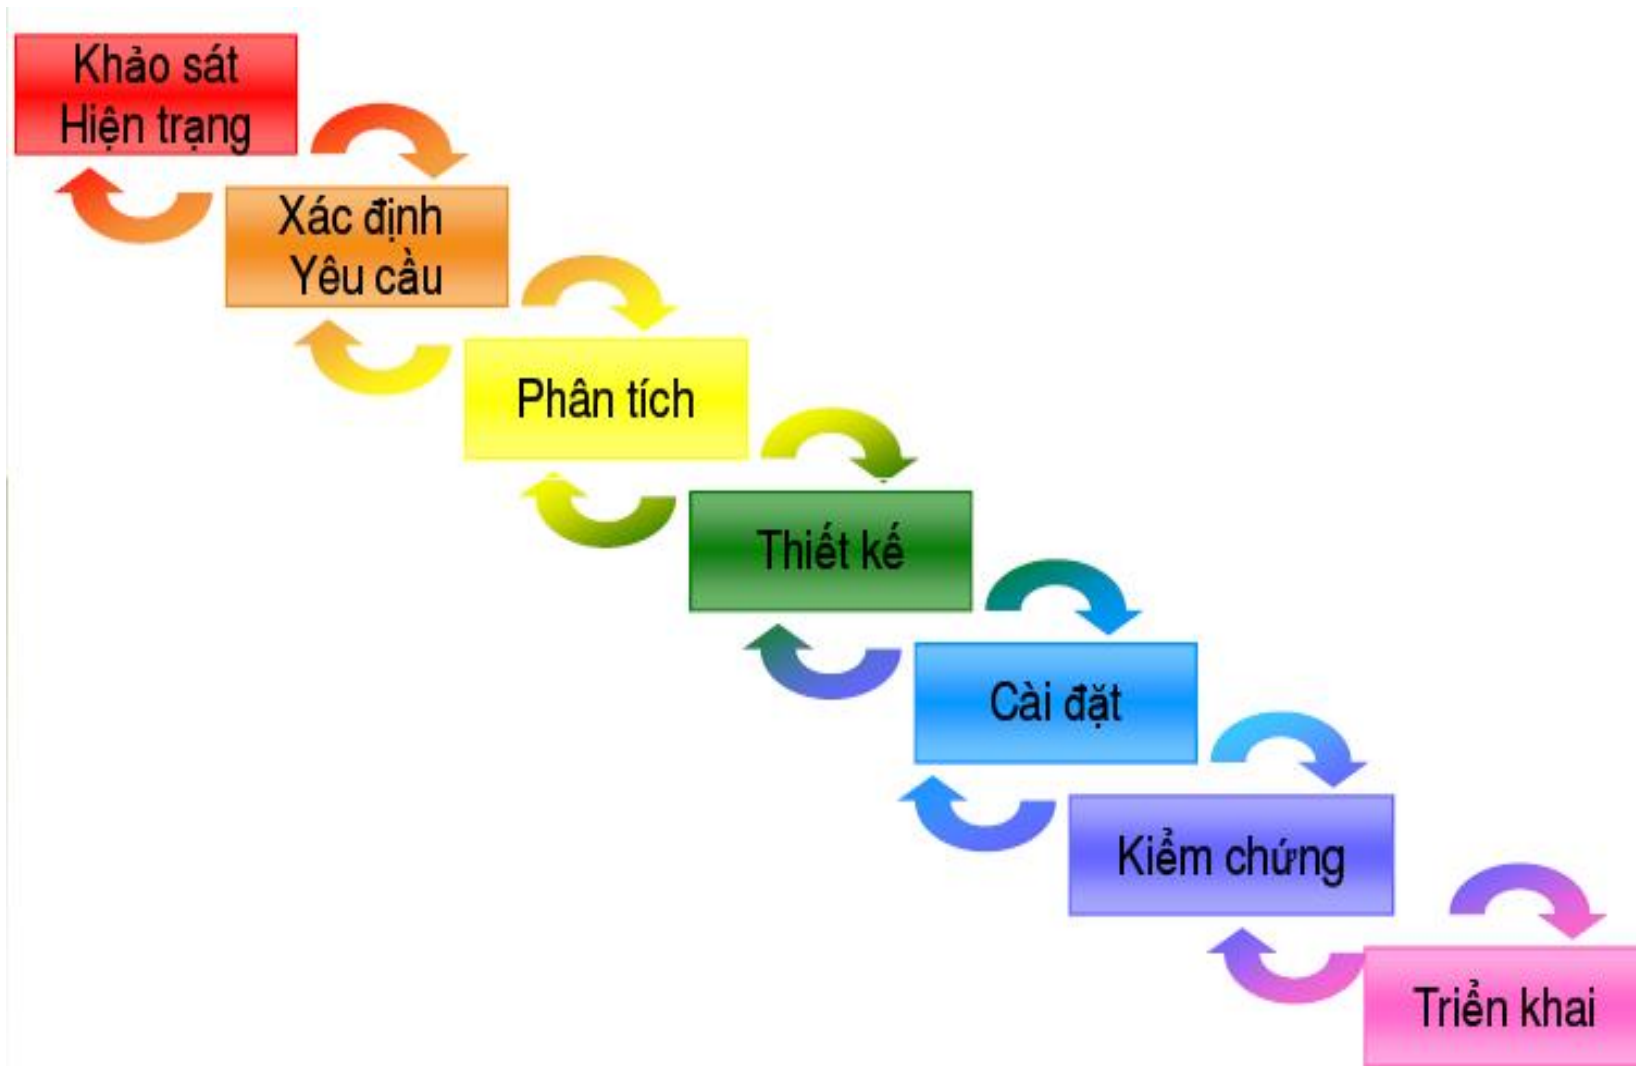 Khảo sát
Hiện trạng
Xác định
Yêu cầu
Phân tích
Thiết kế
Cài đặt
Kiểm chứng
Triển khai